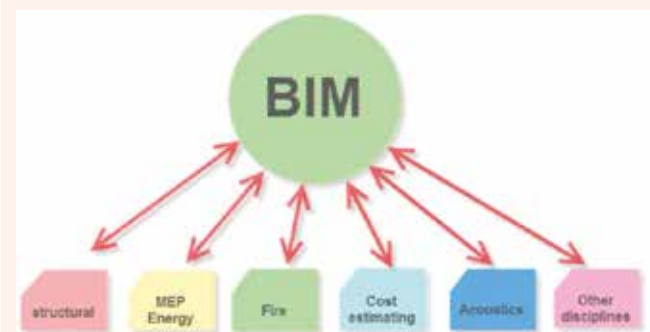 BIM
structural
MEP
Energy
Fire
Cost
estimating
Acoustics
Other
disciplines